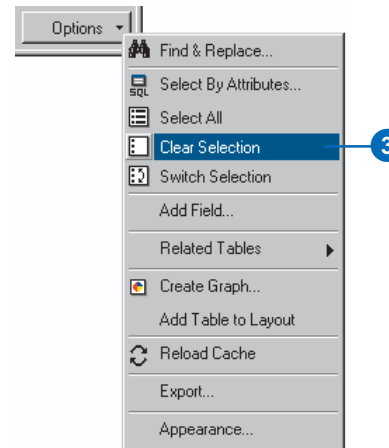 Options
Find & Replace...
SQL
Select By Attributes...
Select All
Clear Selection
3
Switch Selection
Add Field...
Related Tables
Create Graph...
Add Table to Layout
Reload Cache
Export...
Appearance...